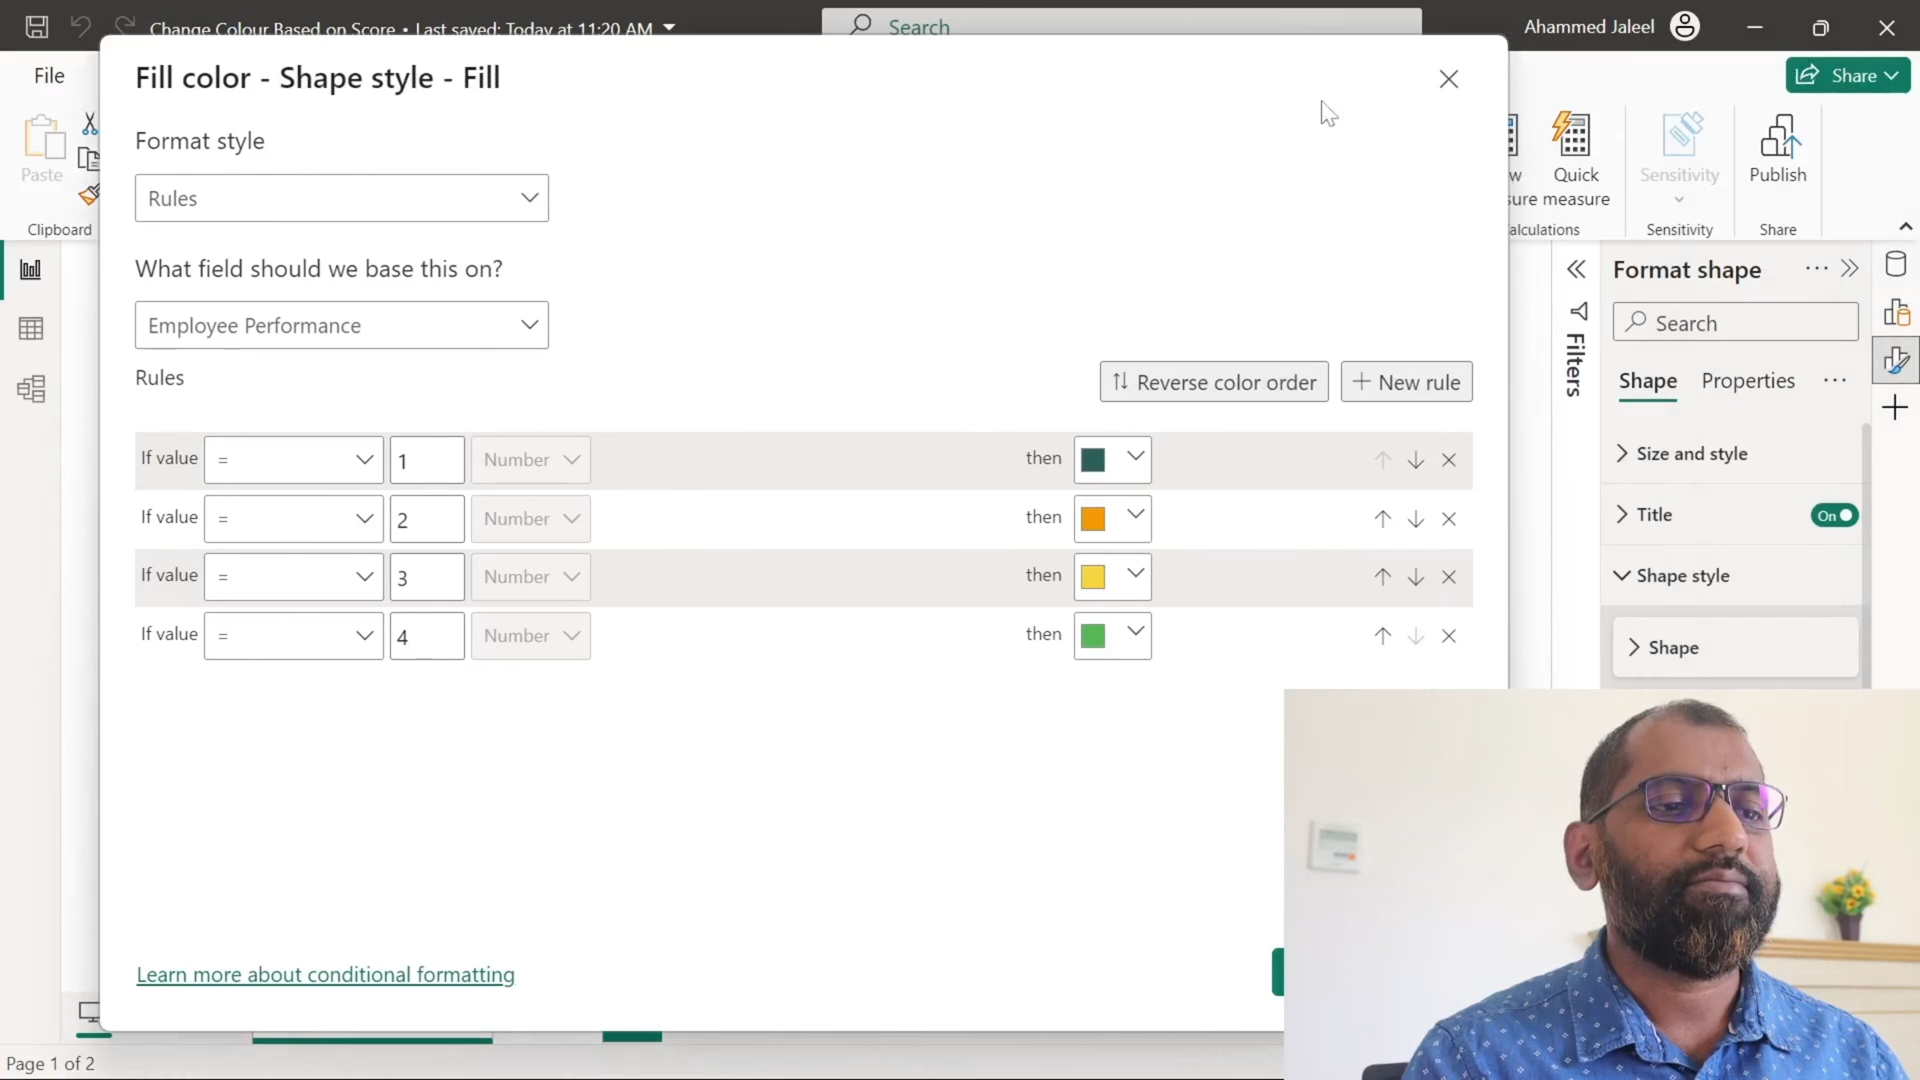 Change Colour Based on Score • Last saved: Today at 11:20 AM
Search
Ahammed Jaleel
File
Share
Fill color - Shape style - Fill
Format style
Rules
What field should we base this on?
Employee Performance
Rules
Reverse color order
New rule
If value = 1 Number then
If value = 2 Number then
If value = 3 Number then
If value = 4 Number then
Learn more about conditional formatting
Paste
Clipboard
Quick
measure
Sensitivity
Sensitivity
Publish
Share
Filters
Format shape
Search
Shape Properties
Size and style
Title On
Shape style
Shape
Page 1 of 2